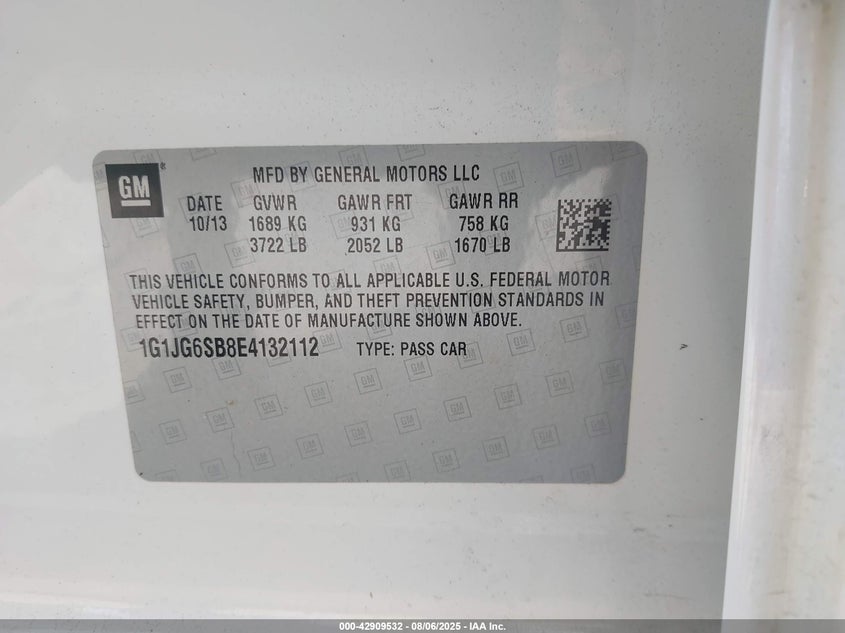 GM
MFD BY GENERAL MOTORS LLC
DATE GVWR GAWR FRT GAWR RR
10/13 1689 KG 931 KG 758 KG
3722 LB 2052 LB 1670 LB
THIS VEHICLE CONFORMS TO ALL APPLICABLE U.S. FEDERAL MOTOR
VEHICLE SAFETY, BUMPER, AND THEFT PREVENTION STANDARDS IN
EFFECT ON THE DATE OF MANUFACTURE SHOWN ABOVE.
1G1JG6SB8E4132112 TYPE: PASS CAR
000-42909532 - 08/06/2025 - IAA Inc.